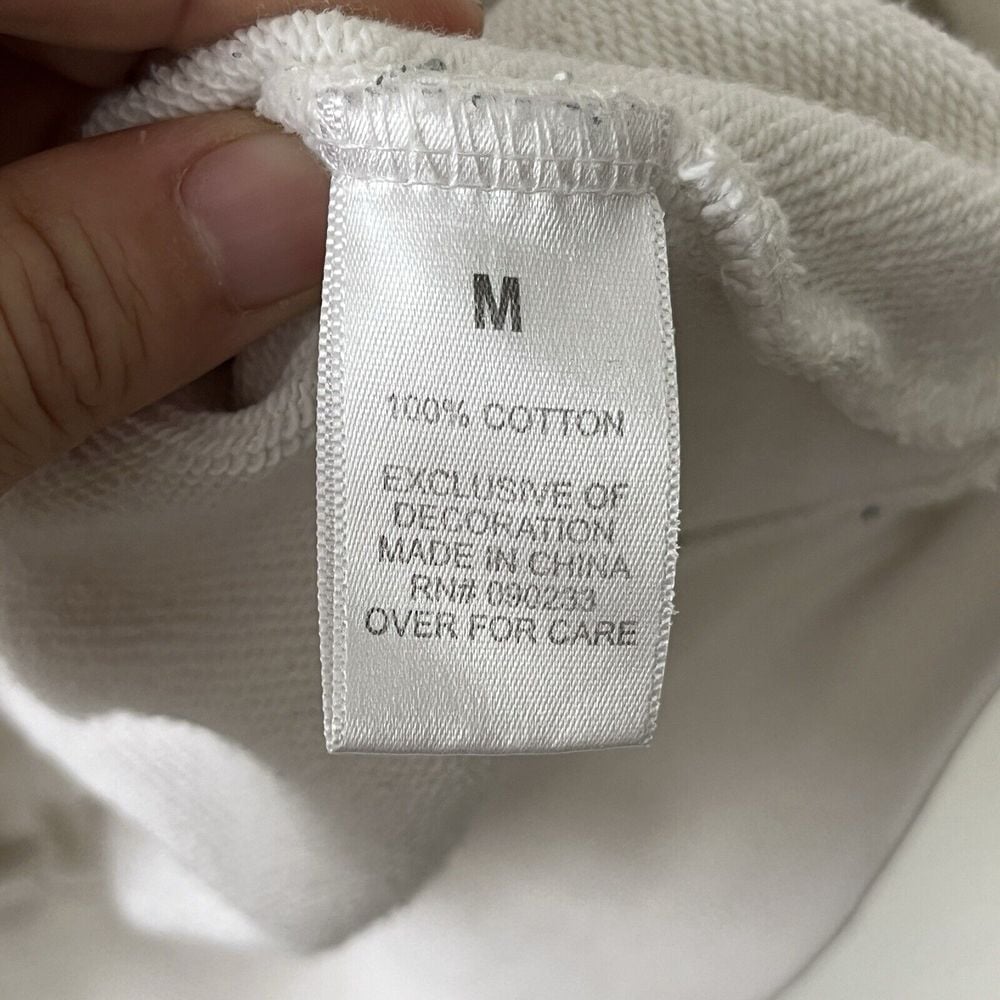 M
100% COTTON
EXCLUSIVE OF
DECORATION
MADE IN CHINA
RN# 090233
OVER FOR CARE